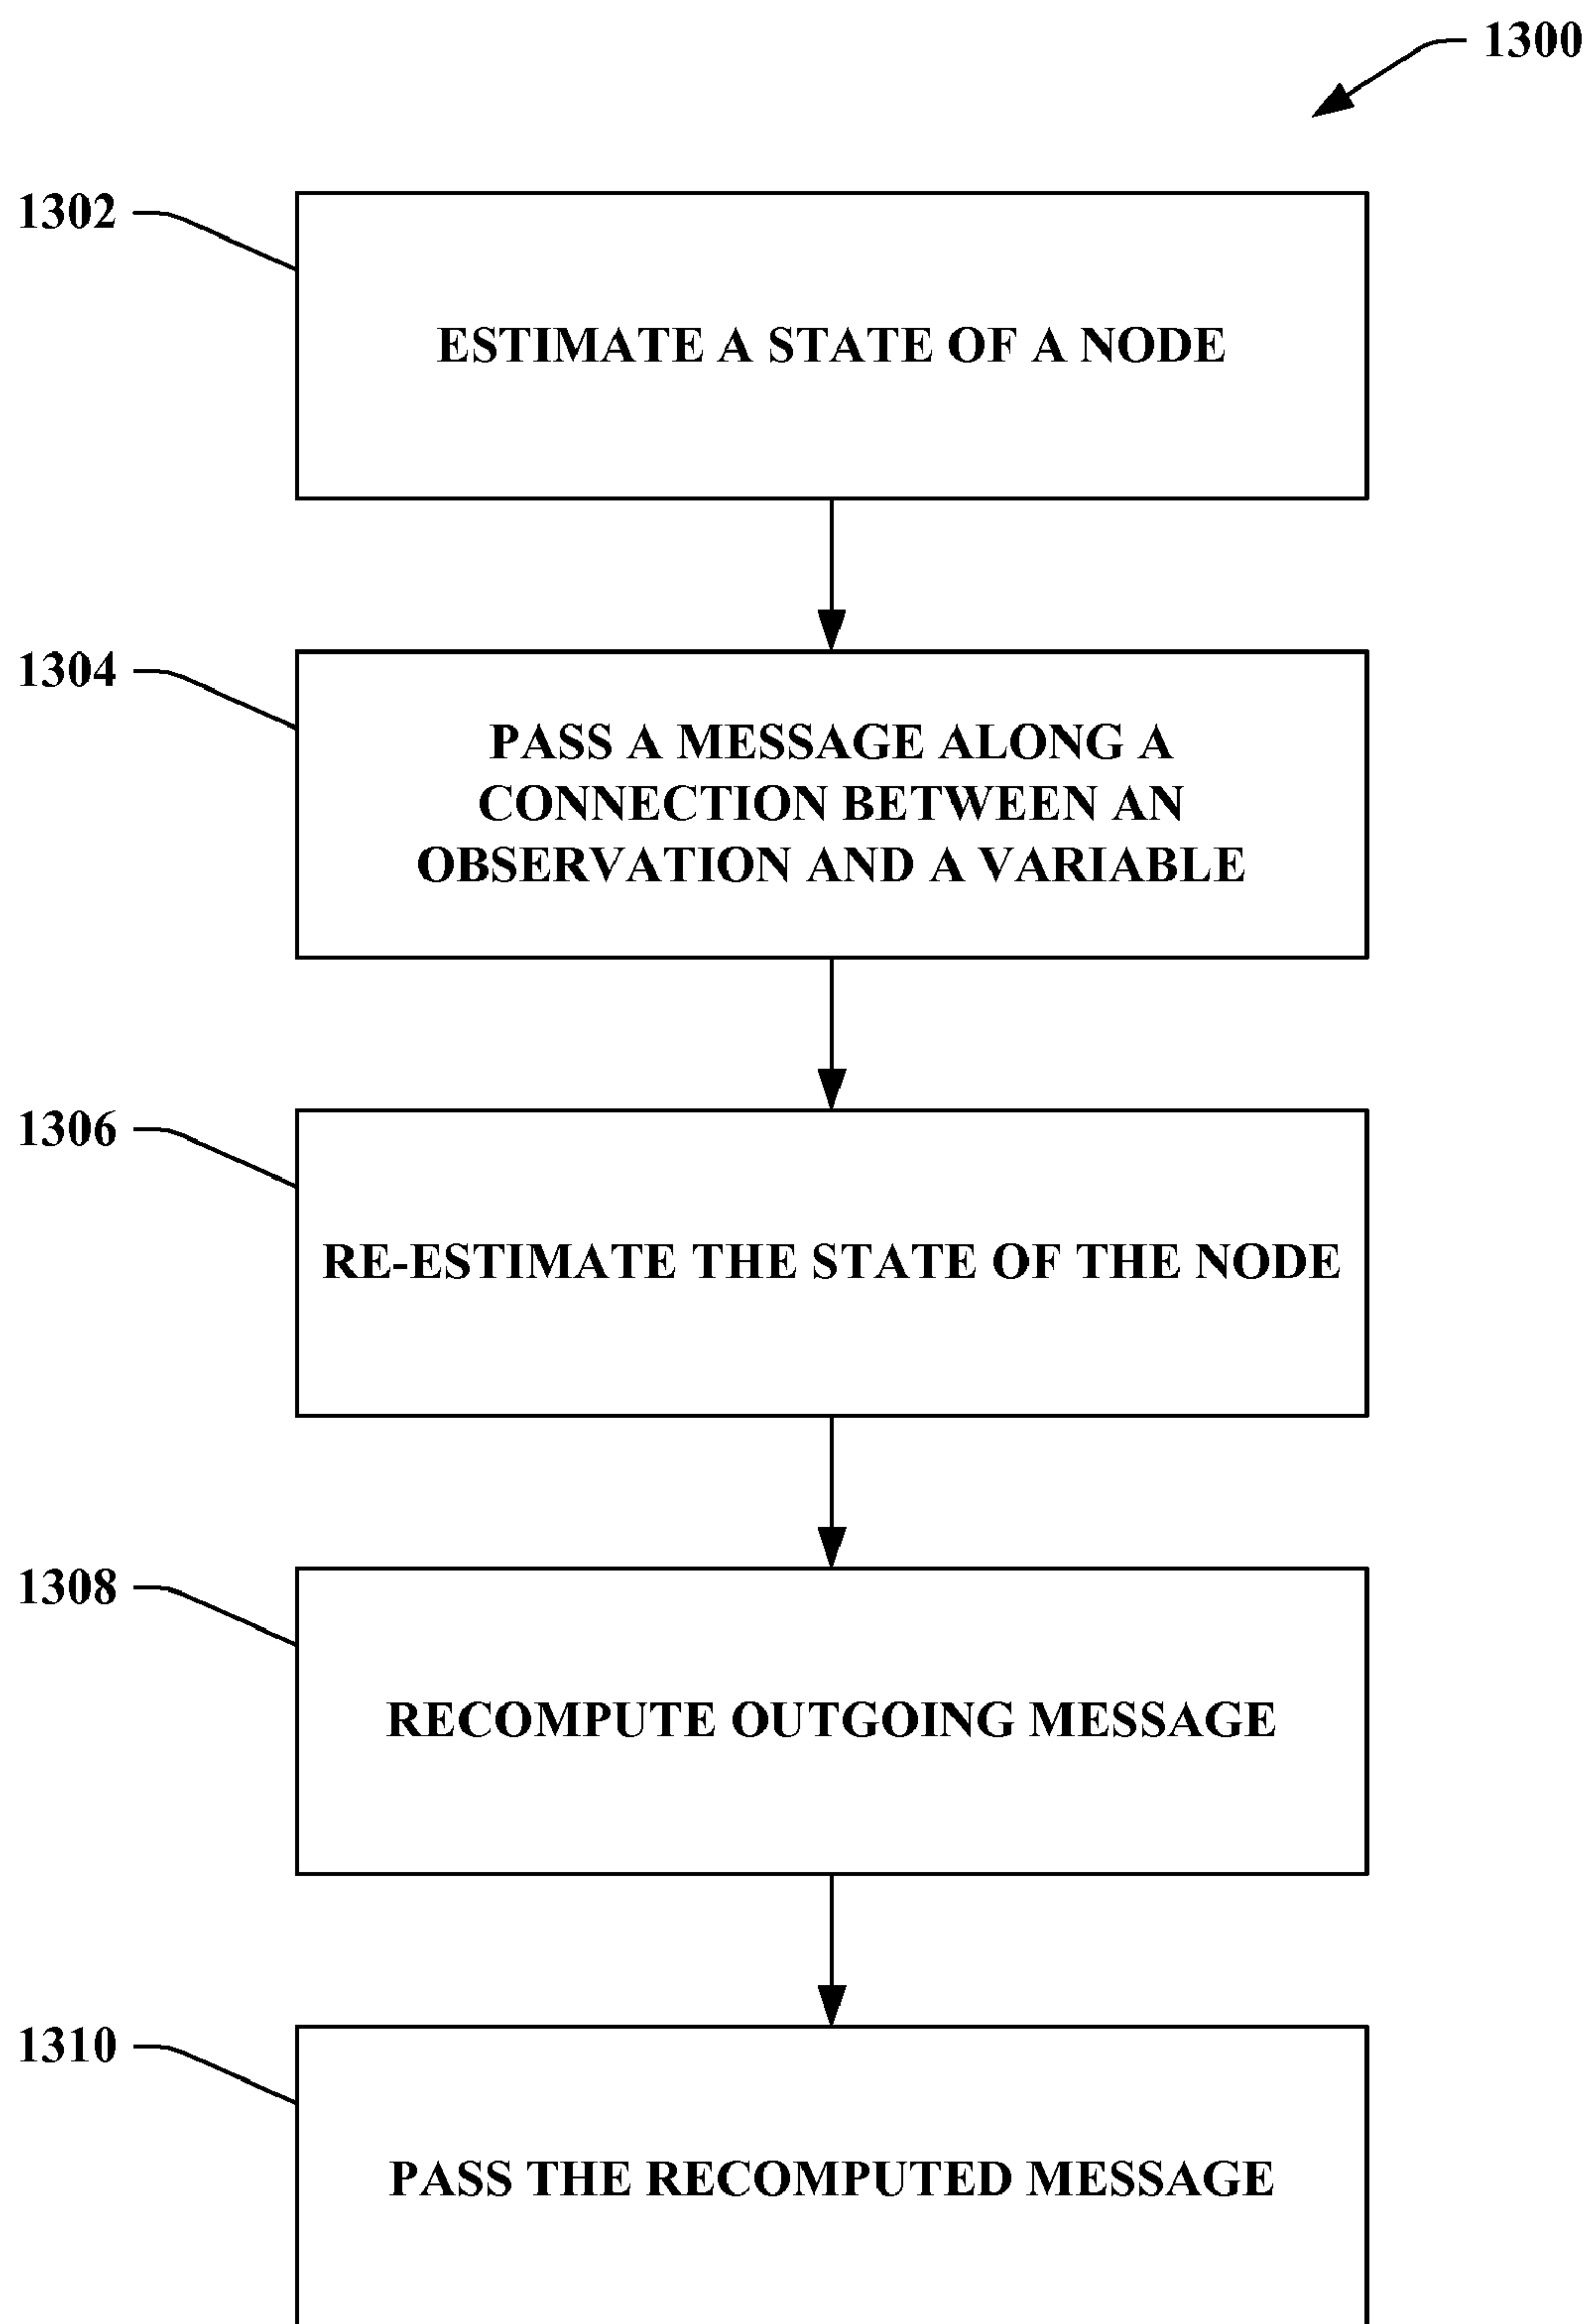 1300
1302
ESTIMATE A STATE OF A NODE
1304
PASS A MESSAGE ALONG A
CONNECTION BETWEEN AN
OBSERVATION AND A VARIABLE
1306
RE-ESTIMATE THE STATE OF THE NODE
1308
RECOMPUTE OUTGOING MESSAGE
1310
PASS THE RECOMPUTED MESSAGE